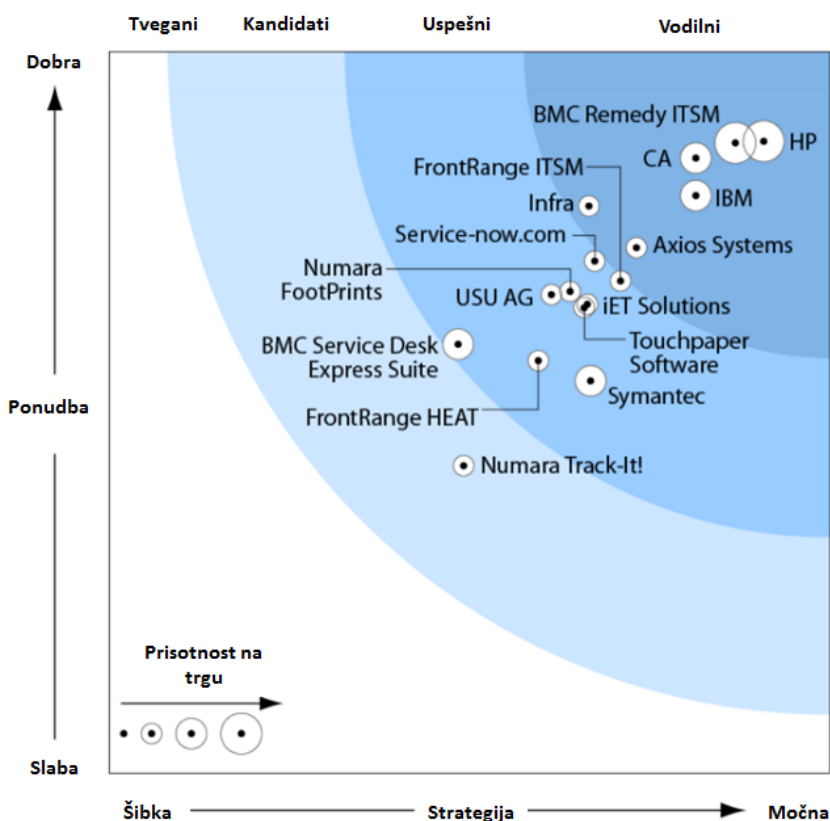 Tvegani
Kandidati
Uspešni
Vodilni
Dobra
BMC Remedy ITSM
HP
CA
FrontRange ITSM
IBM
Infra
Service-now.com
Axios Systems
Numara
FootPrints
USU AG
iET Solutions
BMC Service Desk
Express Suite
Touchpaper
Software
Symantec
Ponudba
FrontRange HEAT
Numara Track-It!
Prisotnost na
trgu
Slaba
Šibka
Strategija
Močna